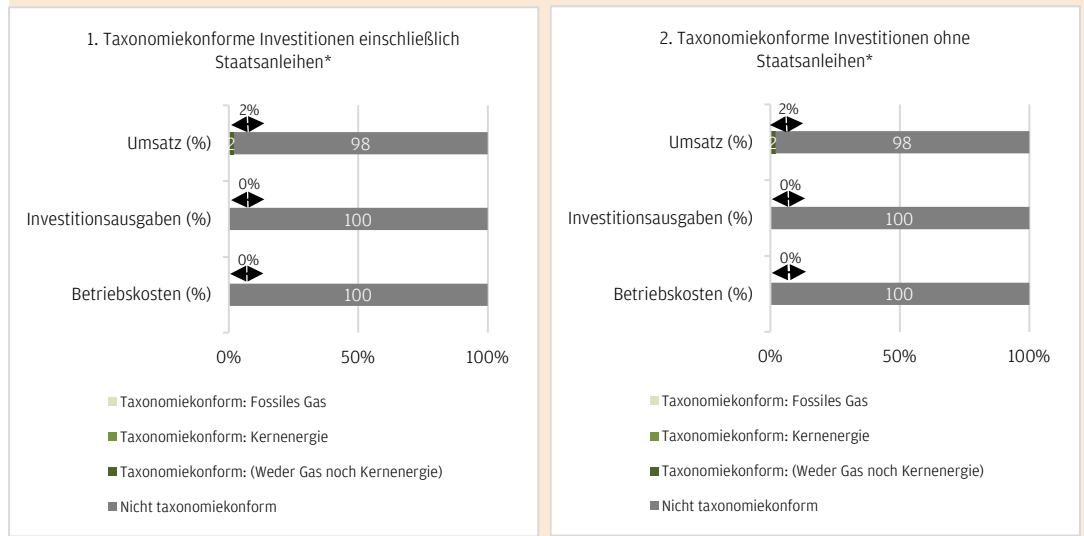 1. Taxonomiekonforme Investitionen einschließlich
Staatsanleihen*
2%
Umsatz (%)
2 98
0%
Investitionsausgaben (%)
100
0%
Betriebskosten (%)
100
0% 50% 100%
Taxonomiekonform: Fossiles Gas
Taxonomiekonform: Kernenergie
Taxonomiekonform: (Weder Gas noch Kernenergie)
Nicht taxonomiekonform
2. Taxonomiekonforme Investitionen ohne
Staatsanleihen*
2%
Umsatz (%)
2 98
0%
Investitionsausgaben (%)
100
0%
Betriebskosten (%)
100
0% 50% 100%
Taxonomiekonform: Fossiles Gas
Taxonomiekonform: Kernenergie
Taxonomiekonform: (Weder Gas noch Kernenergie)
Nicht taxonomiekonform